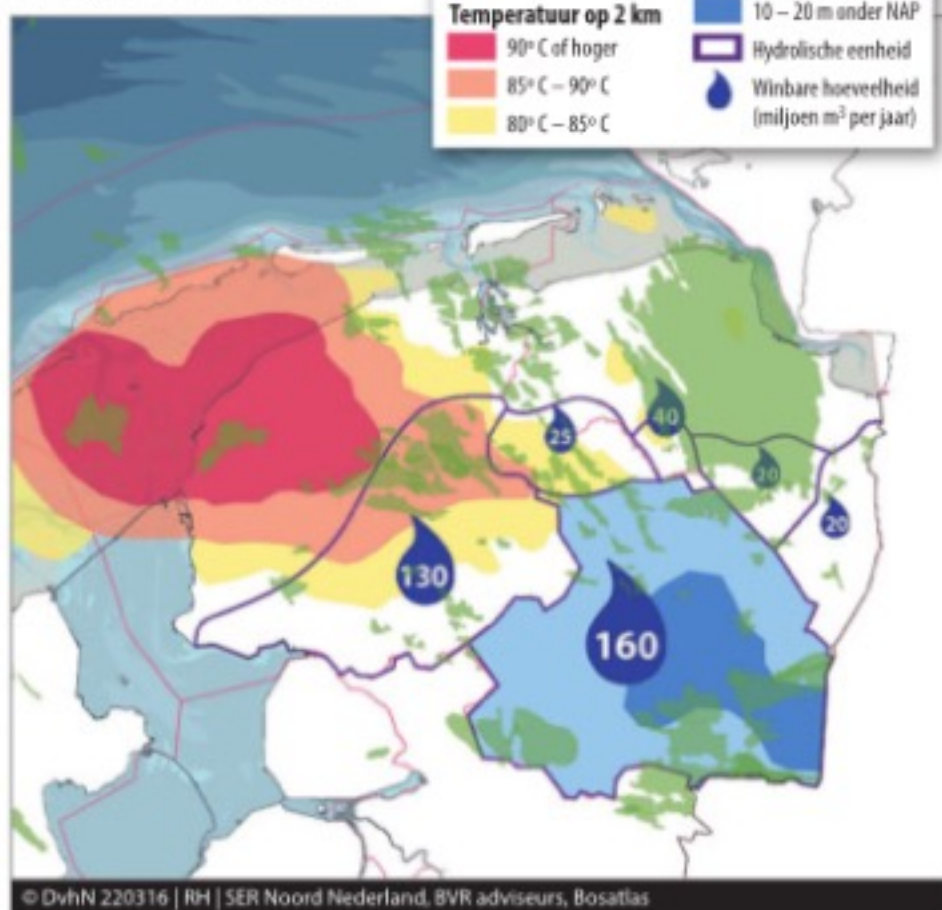 Temperatuur op 2 km
90° C of hoger
85° C – 90° C
80° C – 85° C
10 – 20 m onder NAP
Hydrolische eenheid
Winbare hoeveelheid
(miljoen m³ per jaar)
25
40
20
20
130
160
© DvhN 220316 | RH | SER Noord Nederland, BVR adviseurs, Bosatlas